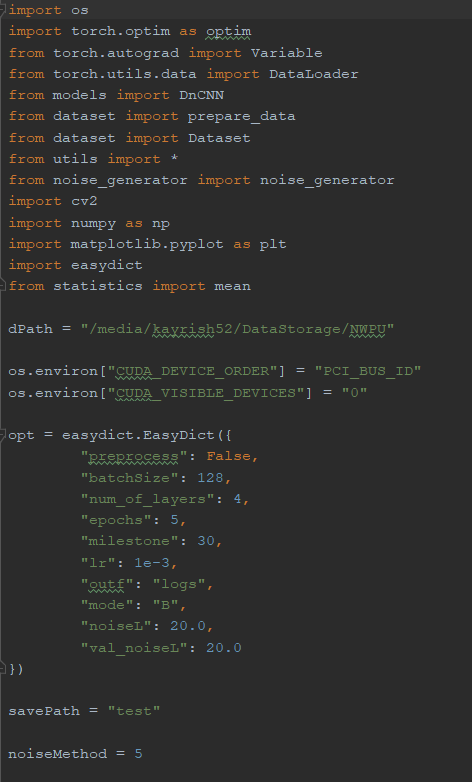 import os
import torch.optim as optim
from torch.autograd import Variable
from torch.utils.data import DataLoader
from models import DnCNN
from dataset import prepare_data
from dataset import Dataset
from utils import *
from noise_generator import noise_generator
import cv2
import numpy as np
import matplotlib.pyplot as plt
import easydict
from statistics import mean
dPath = "/media/kayrish52/DataStorage/NWPU"
os.environ["CUDA_DEVICE_ORDER"] = "PCI_BUS_ID"
os.environ["CUDA_VISIBLE_DEVICES"] = "0"
opt = easydict.EasyDict({
"preprocess": False,
"batchSize": 128,
"num_of_layers": 4,
"epochs": 5,
"milestone": 30,
"lr": 1e-3,
"outf": "logs",
"mode": "B",
"noiseL": 20.0,
"val_noiseL": 20.0
})
savePath = "test"
noiseMethod = 5